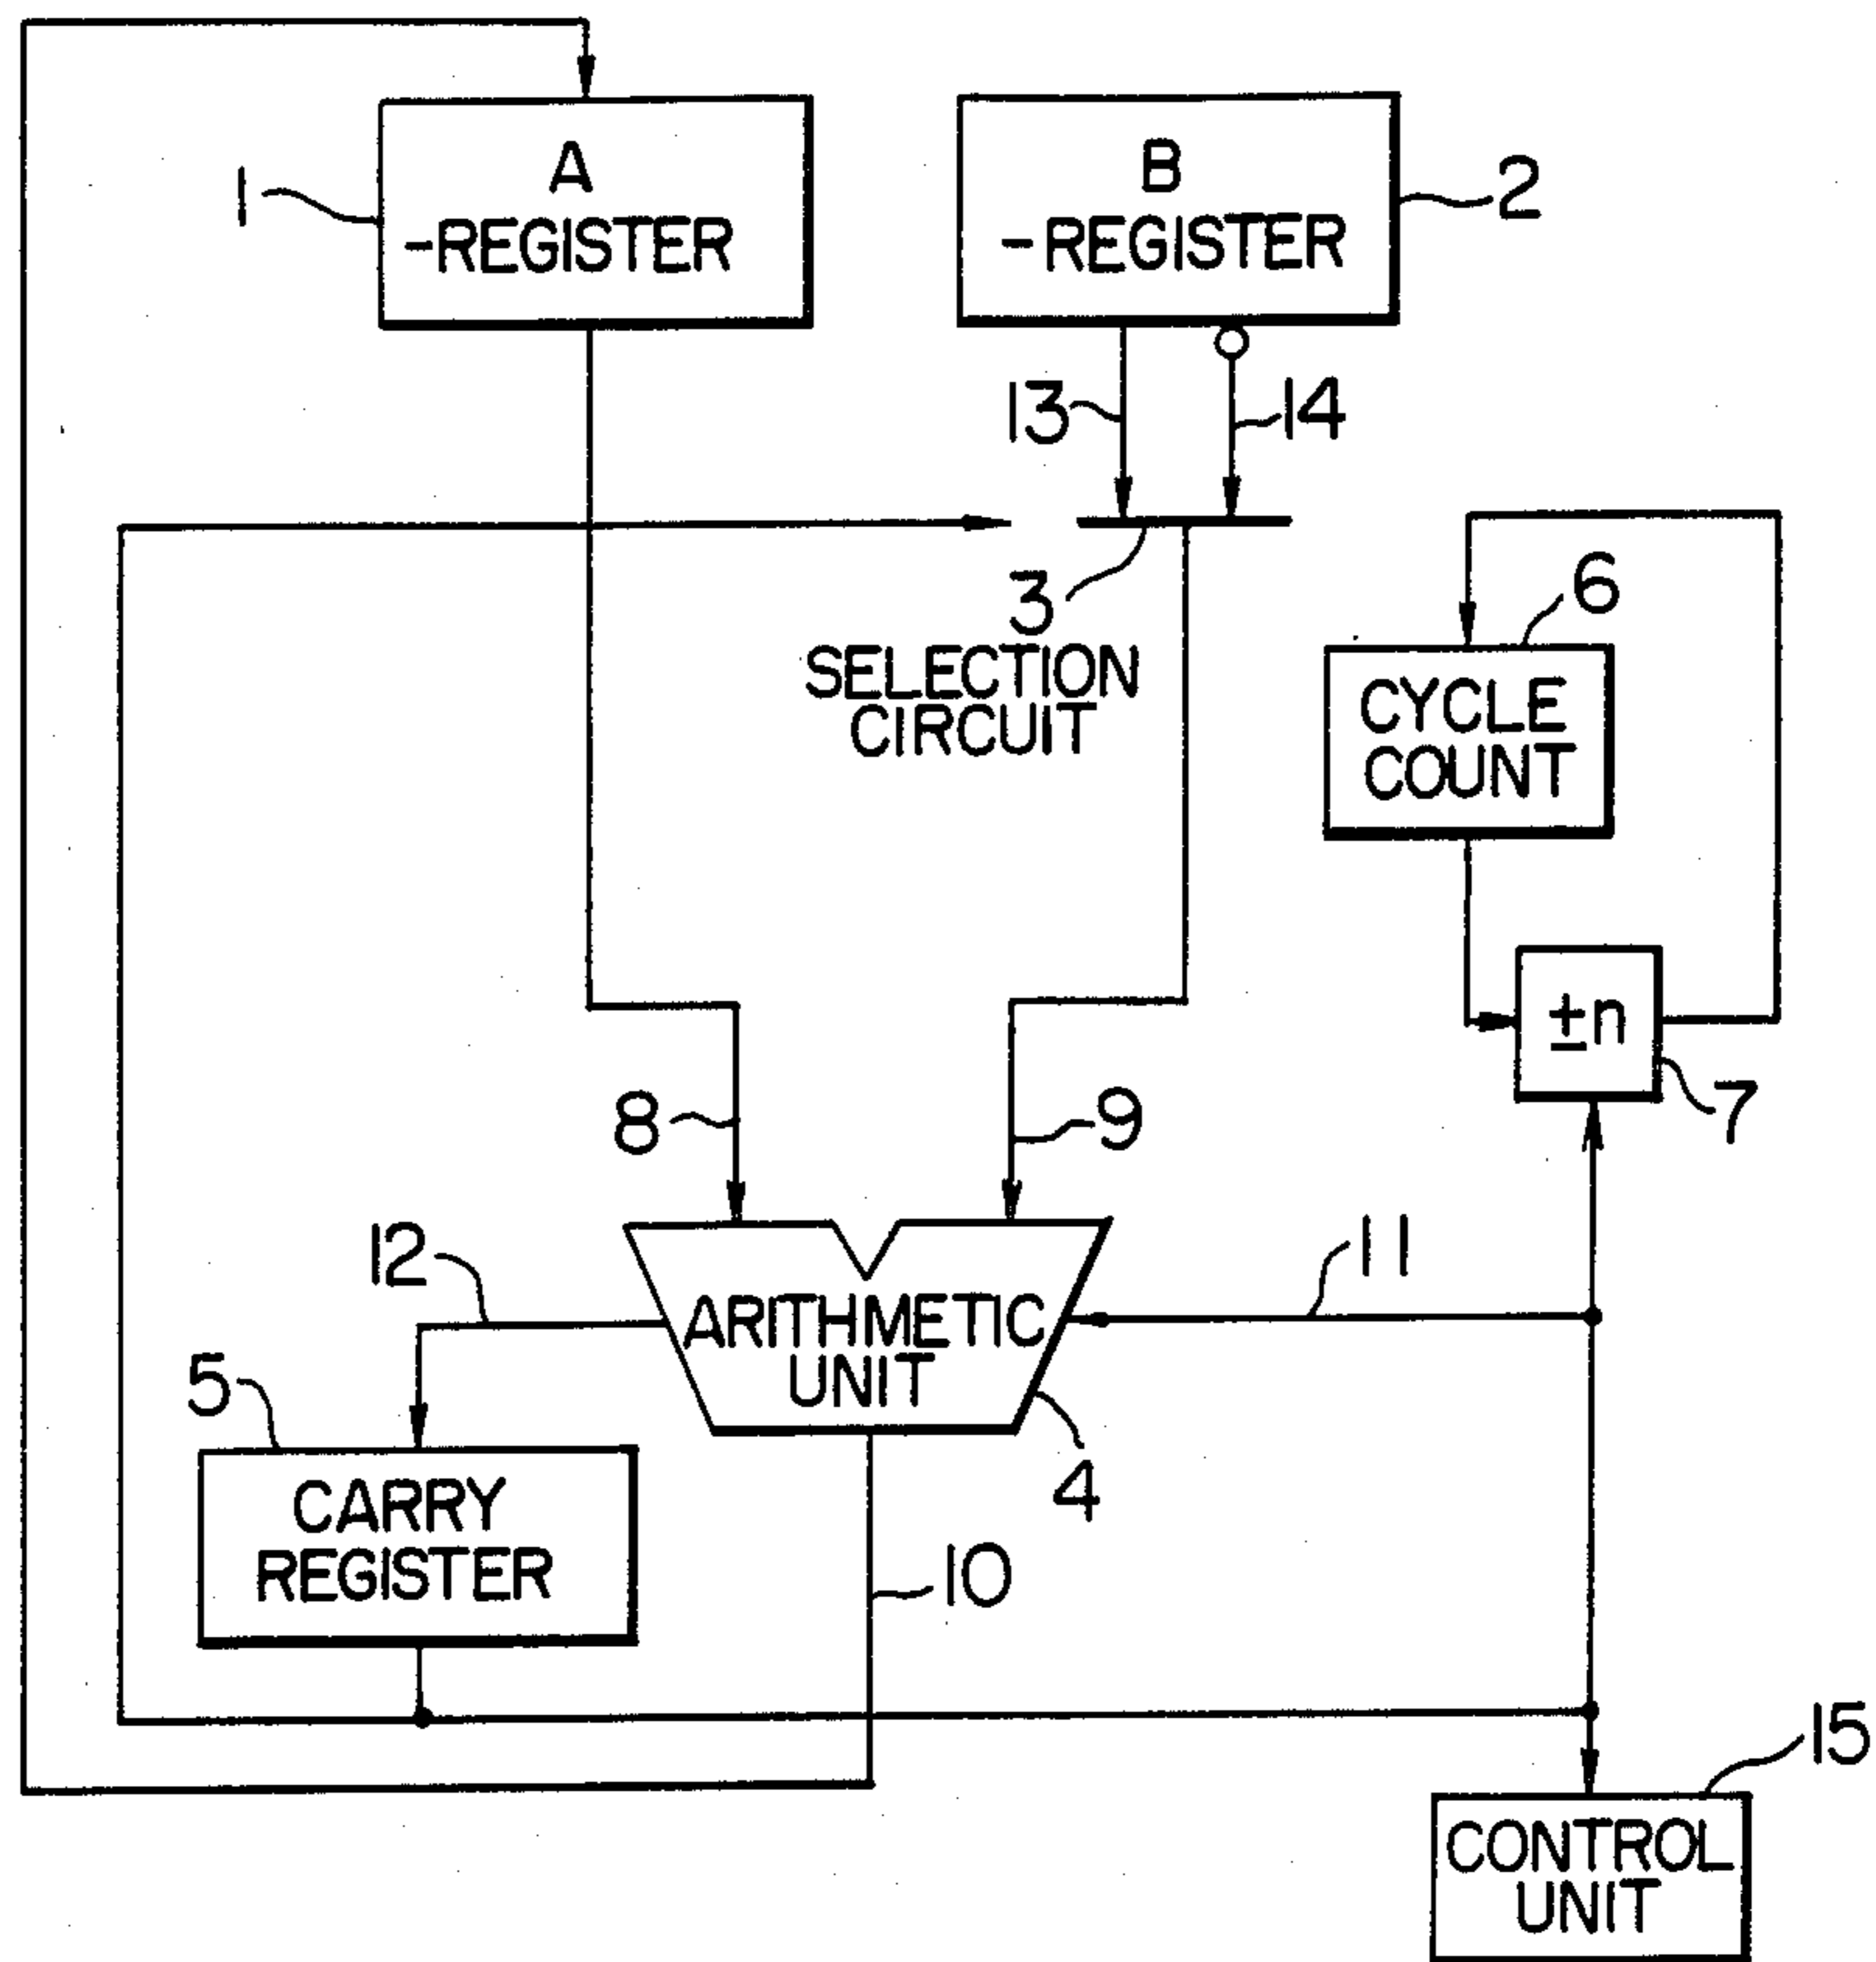 A
-REGISTER
1
B
-REGISTER
2
13
14
3
SELECTION
CIRCUIT
6
CYCLE
COUNT
±n
7
8
9
12
11
ARITHMETIC
UNIT
4
5
CARRY
REGISTER
10
15
CONTROL
UNIT